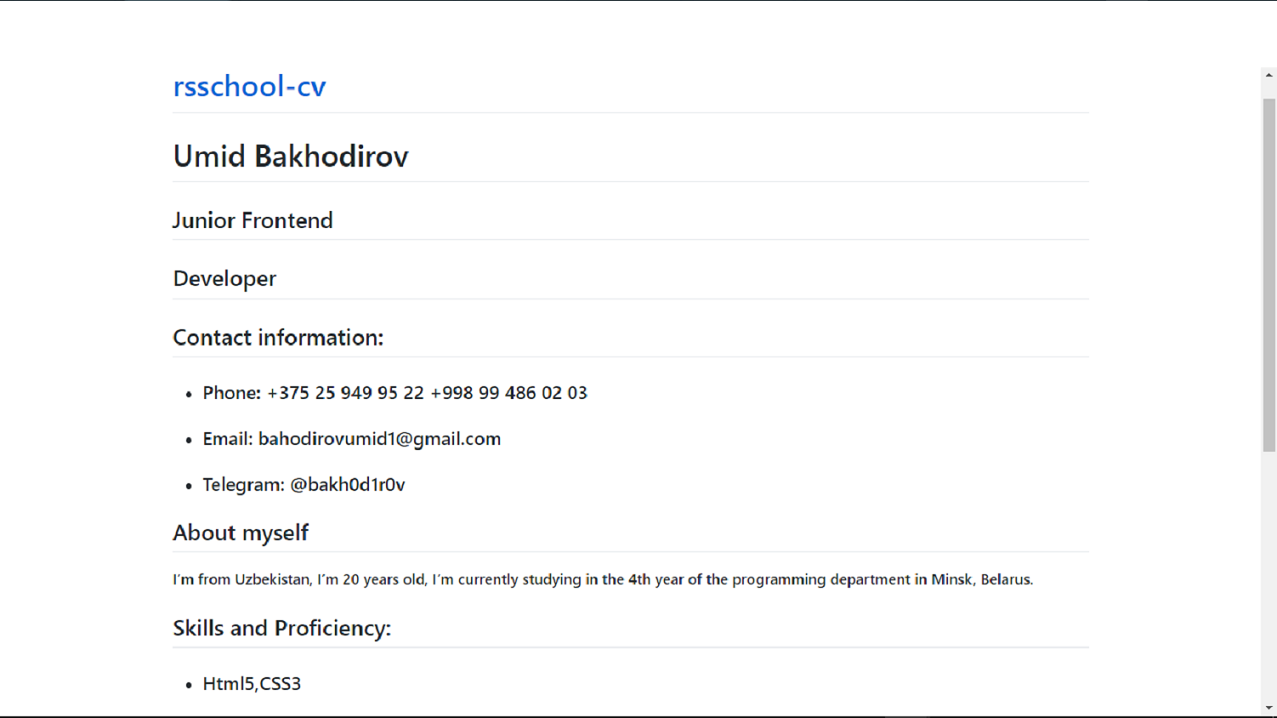 rsschool-cv
Umid Bakhodirov
Junior Frontend
Developer
Contact information:
• Phone: +375 25 949 95 22 +998 99 486 02 03
• Email: bahodirovumid1@gmail.com
• Telegram: @bakh0d1r0v
About myself
I'm from Uzbekistan, I'm 20 years old, I'm currently studying in the 4th year of the programming department in Minsk, Belarus.
Skills and Proficiency:
• Html5,CSS3